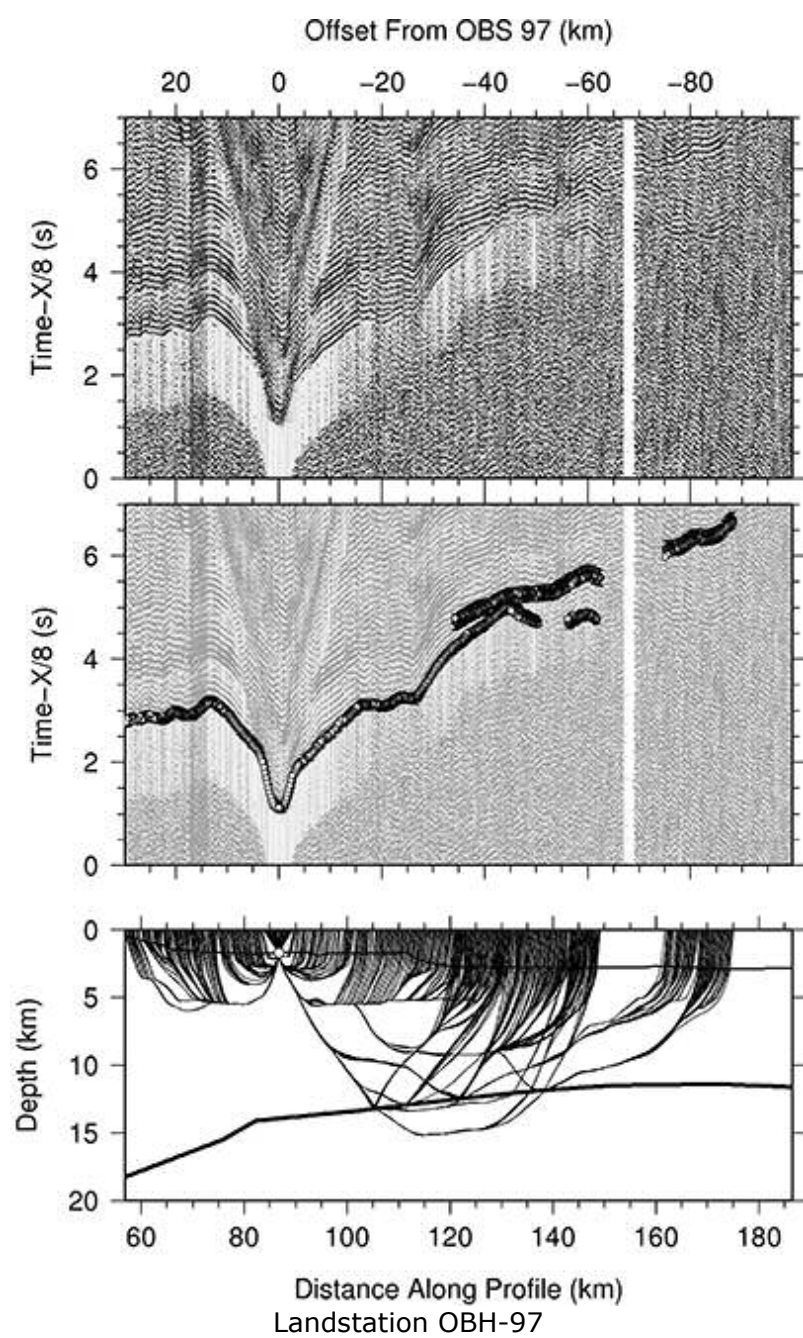 Offset From OBS 97 (km)
20 0 −20 −40 −60 −80
6
4
2
0
Time−X/8 (s)
6
4
2
0
Time−X/8 (s)
0
5
10
15
20
Depth (km)
60 80 100 120 140 160 180
Distance Along Profile (km)
Landstation OBH-97